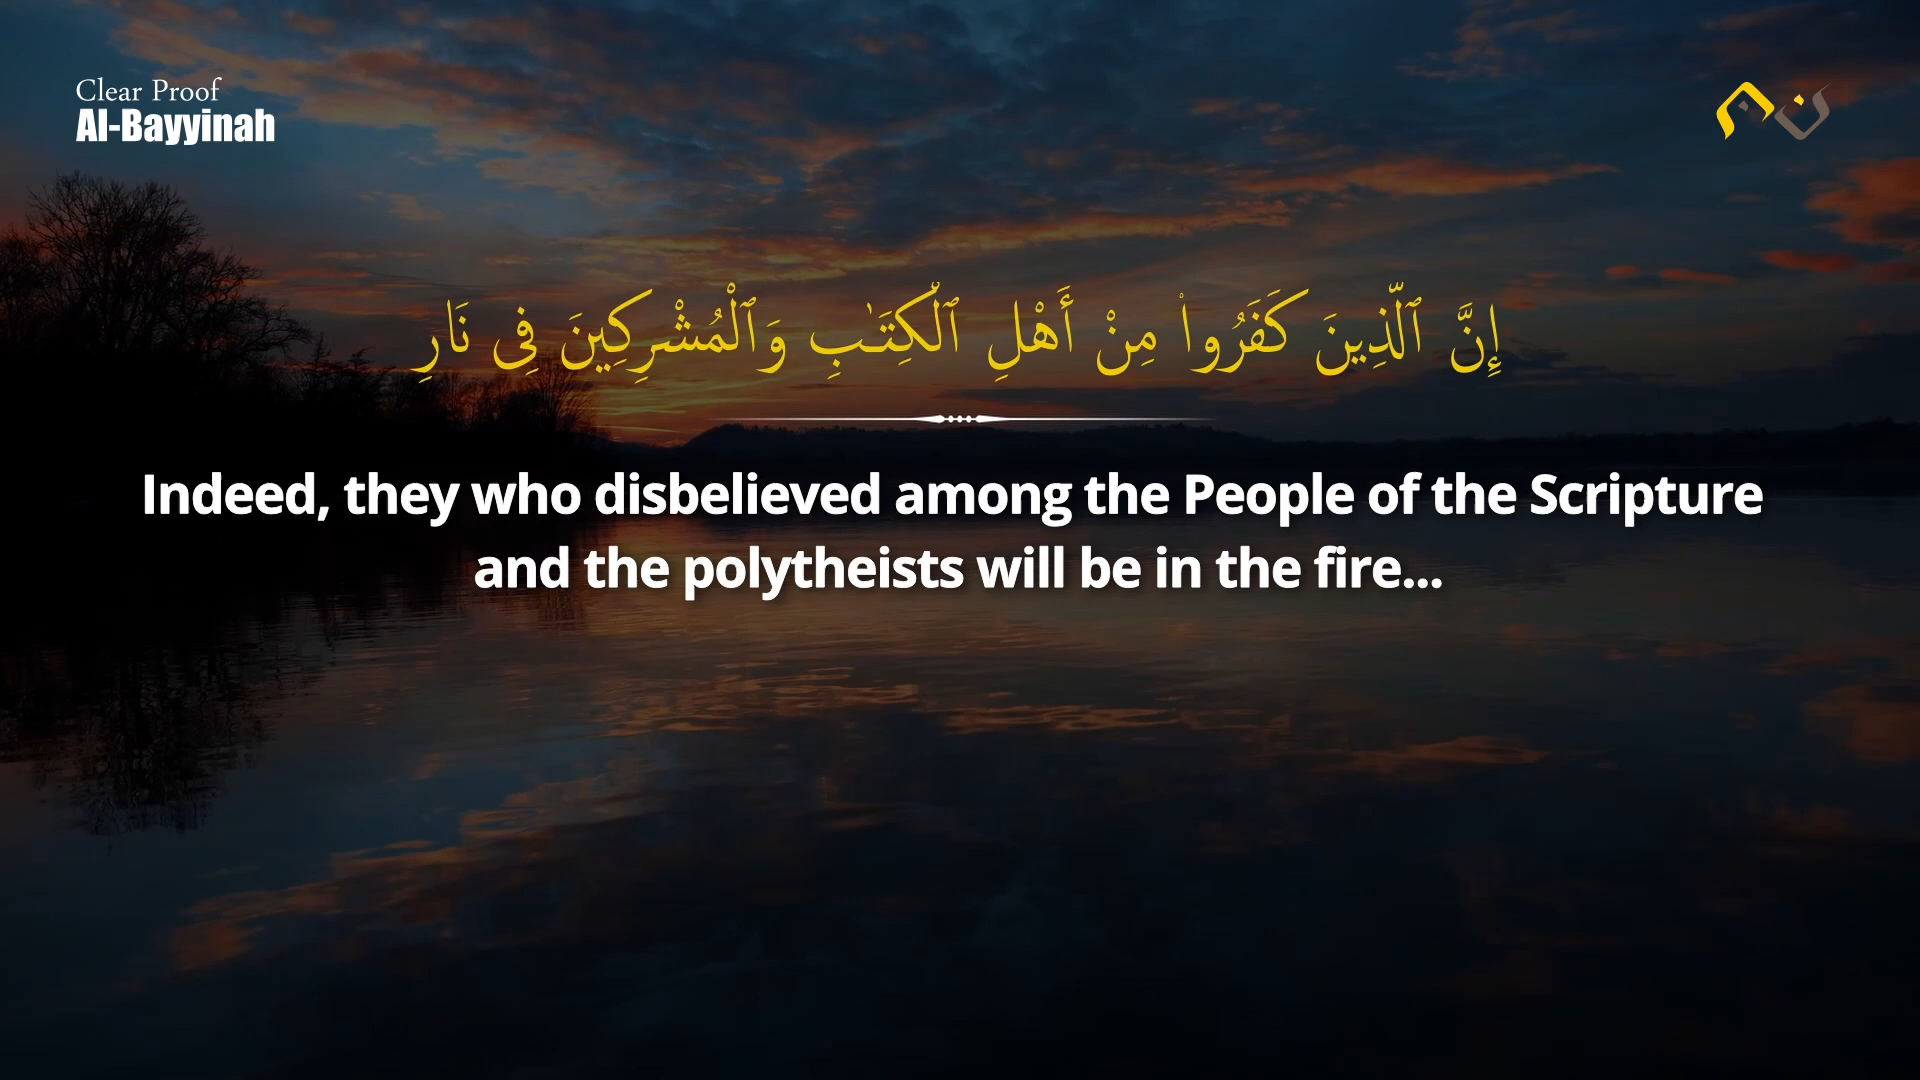 Clear Proof
Al-Bayyinah
إِنَّ ٱلَّذِينَ كَفَرُوا۟ مِنْ أَهْلِ ٱلْكِتَـٰبِ وَٱلْمُشْرِكِينَ فِى نَارِ
Indeed, they who disbelieved among the People of the Scripture
and the polytheists will be in the fire...